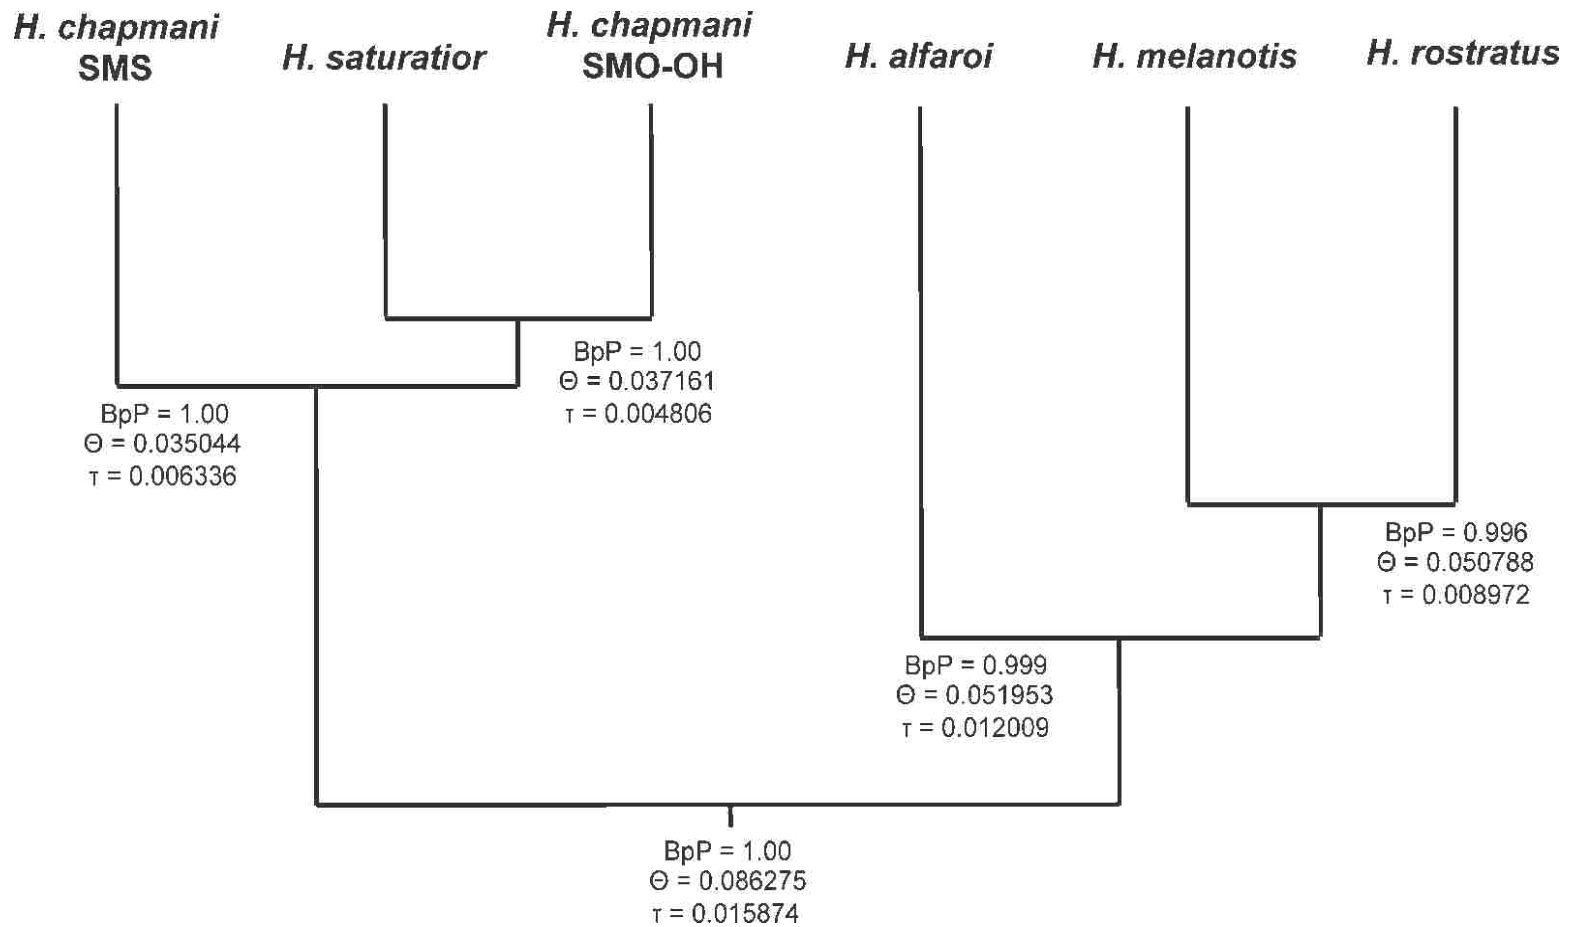 H. chapmani
SMS
H. saturatior
H. chapmani
SMO-OH
H. alfaroi
H. melanotis
H. rostratus
BpP = 1.00
Θ = 0.037161
τ = 0.004806
BpP = 1.00
Θ = 0.035044
τ = 0.006336
BpP = 0.996
Θ = 0.050788
τ = 0.008972
BpP = 0.999
Θ = 0.051953
τ = 0.012009
BpP = 1.00
Θ = 0.086275
τ = 0.015874